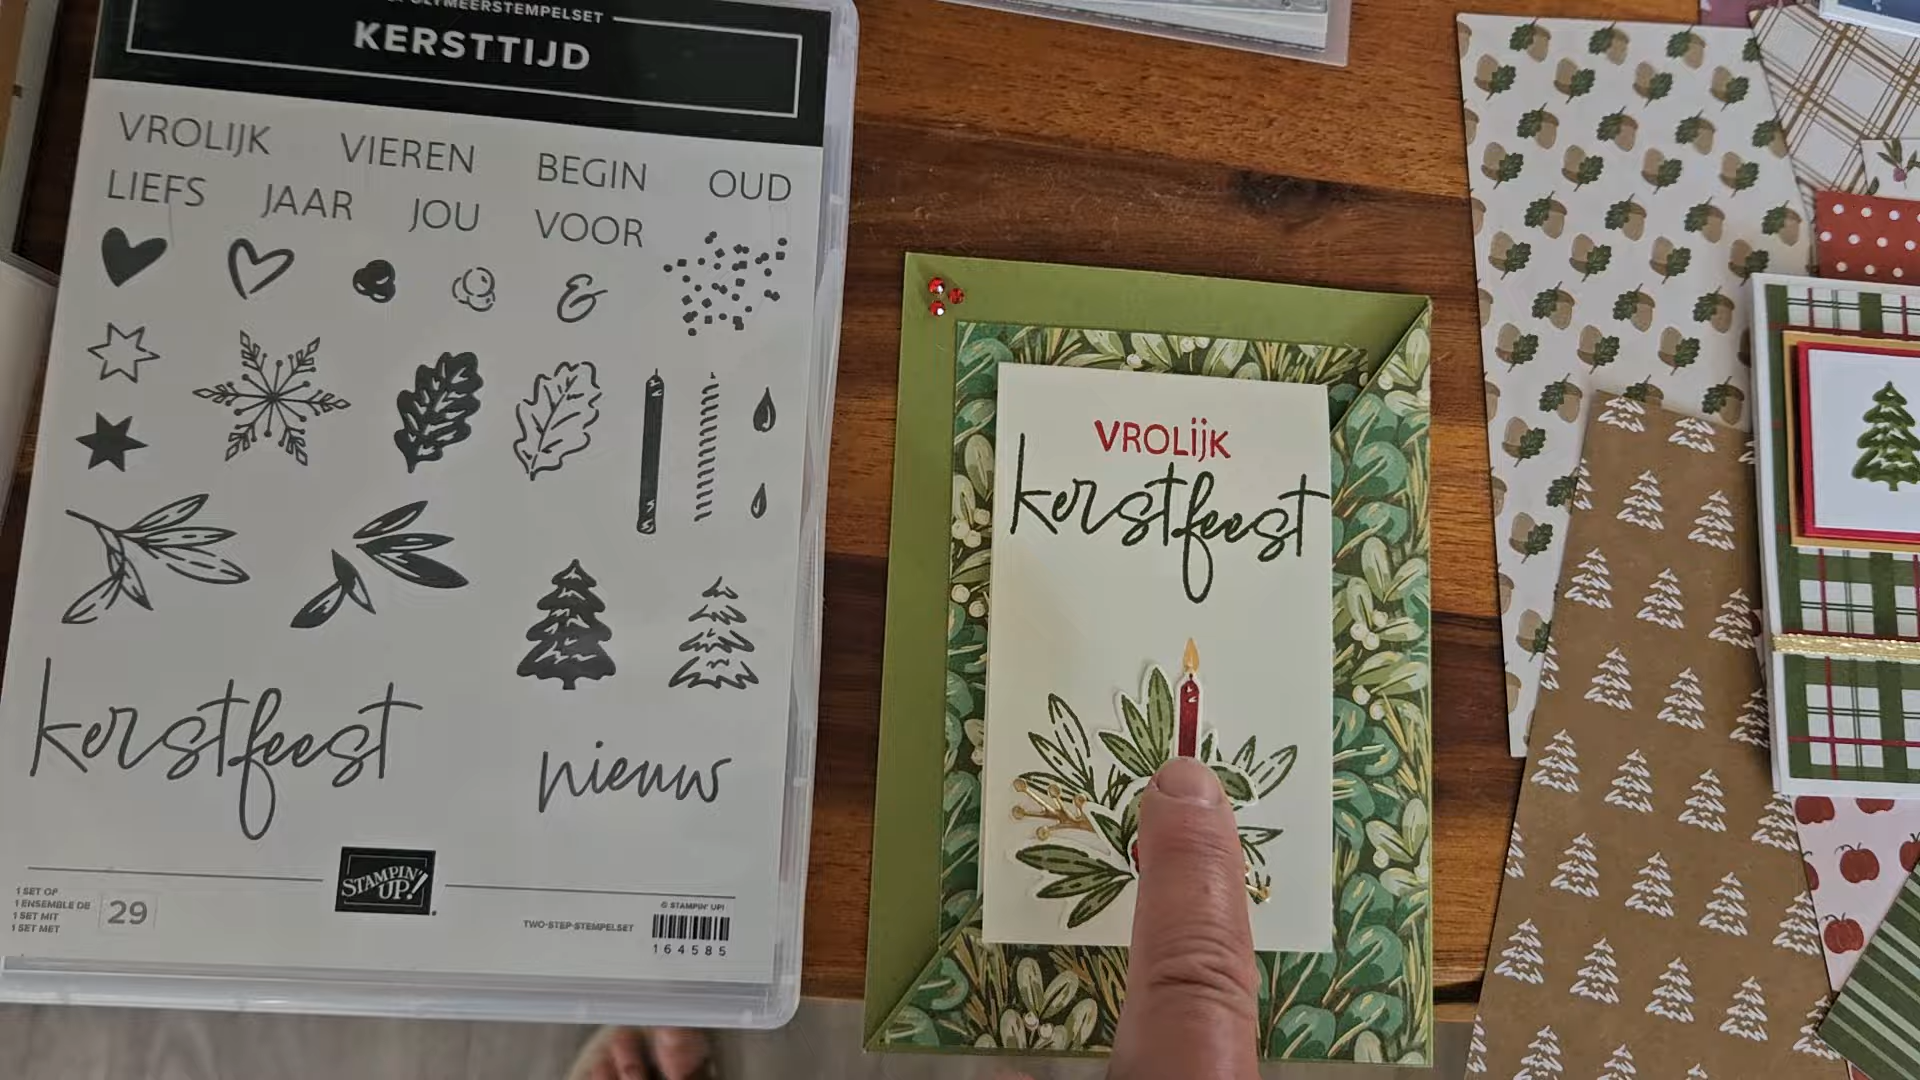 KERSTTIJD
VROLIJK VIEREN BEGIN OUD
LIEFS JAAR JOU VOOR
&
kerstfeest
nieuw
STAMPIN' UP!
1 SET OF
1 ENSEMBLE DE
1 SET MIT
1 SET MET
29
TWO-STEP-STEMPELSET
© STAMPIN' UP!
164585
VROLIJK
kerstfeest